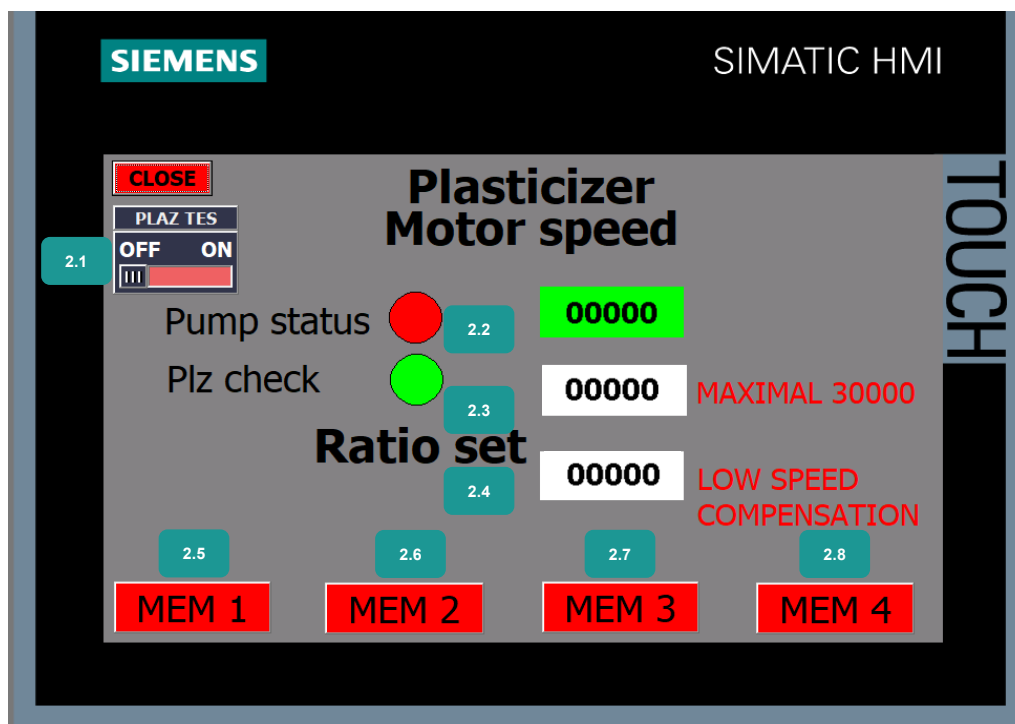 SIEMENS
SIMATIC HMI
TOUCH
CLOSE
Plasticizer
Motor speed
PLAZ TES
OFF ON
2.1
Pump status
2.2
00000
Plz check
2.3
00000
MAXIMAL 30000
Ratio set
2.4
00000
LOW SPEED
COMPENSATION
2.5
2.6
2.7
2.8
MEM 1
MEM 2
MEM 3
MEM 4